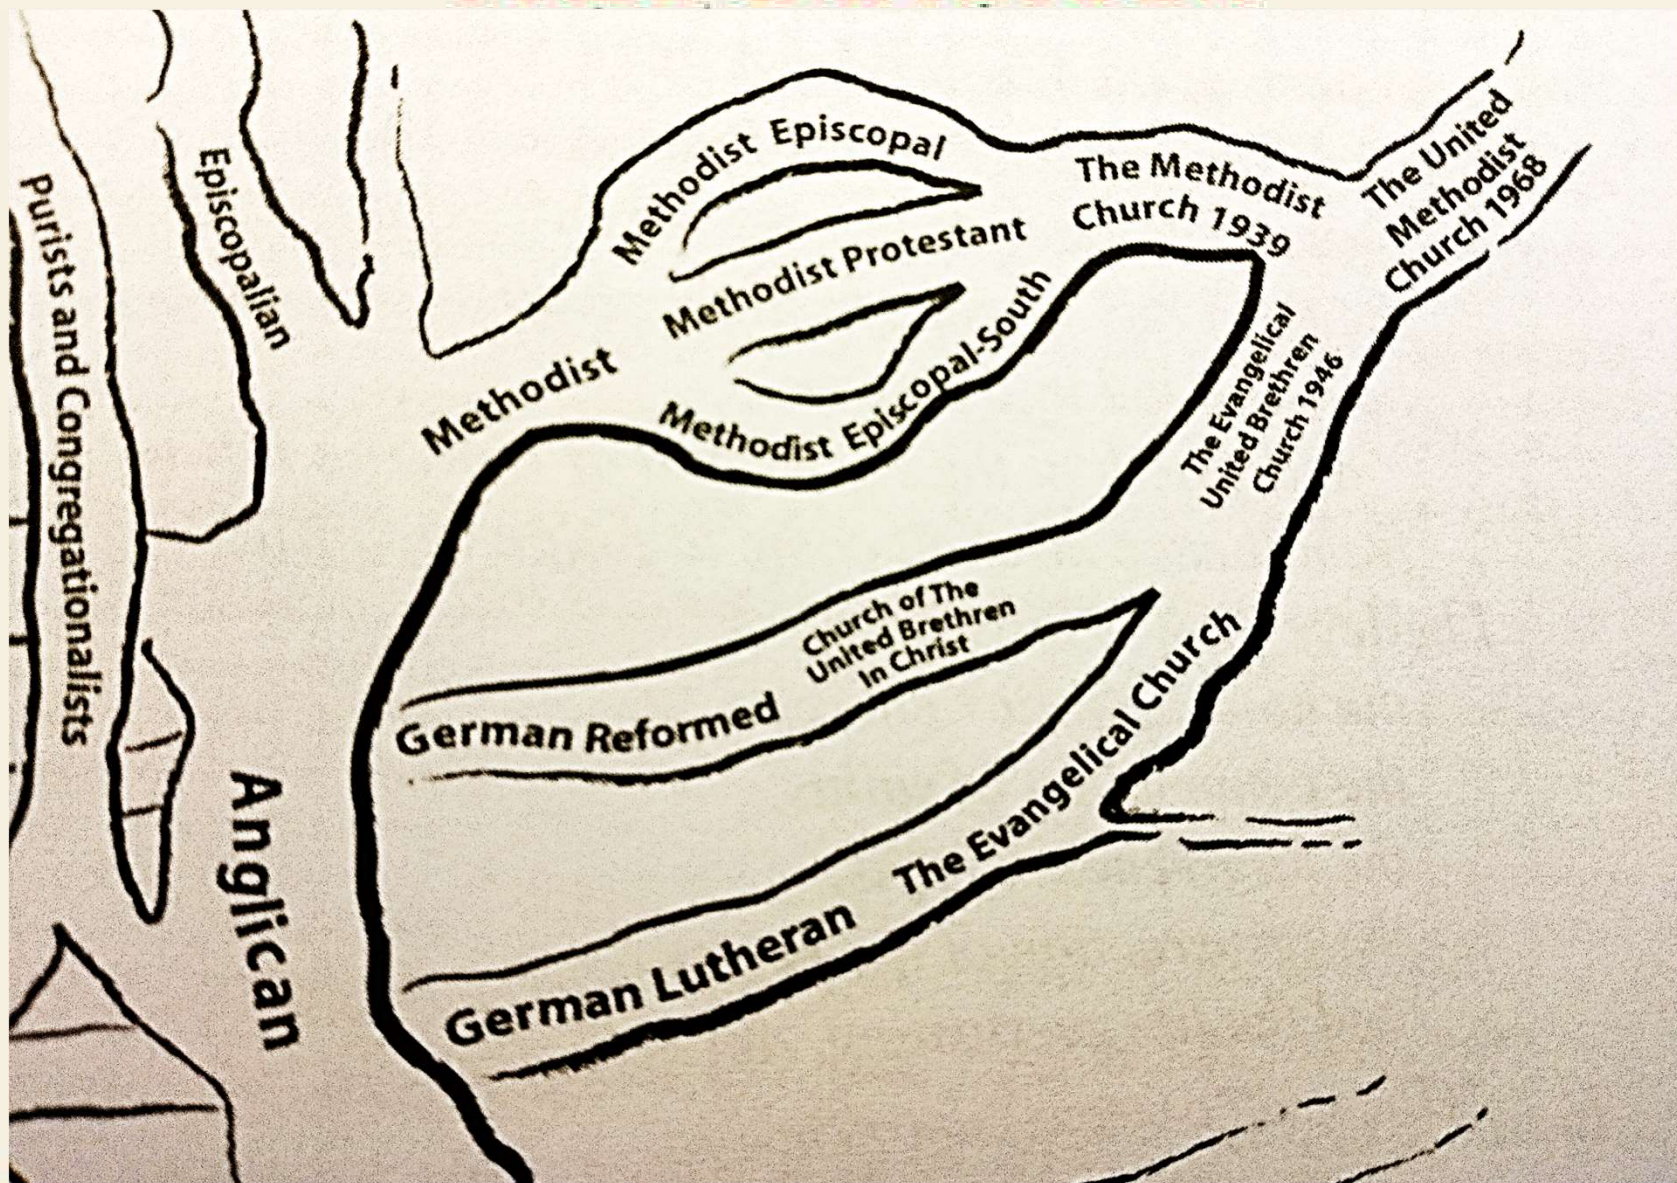 Purists and Congregationalists
Episcopalian
Anglican
Methodist
Methodist Episcopal
Methodist Protestant
Methodist Episcopal-South
The Methodist
Church 1939
The United
Methodist
Church 1968
The Evangelical
United Brethren
Church 1946
Church of The
United Brethren
In Christ
German Reformed
The Evangelical Church
German Lutheran